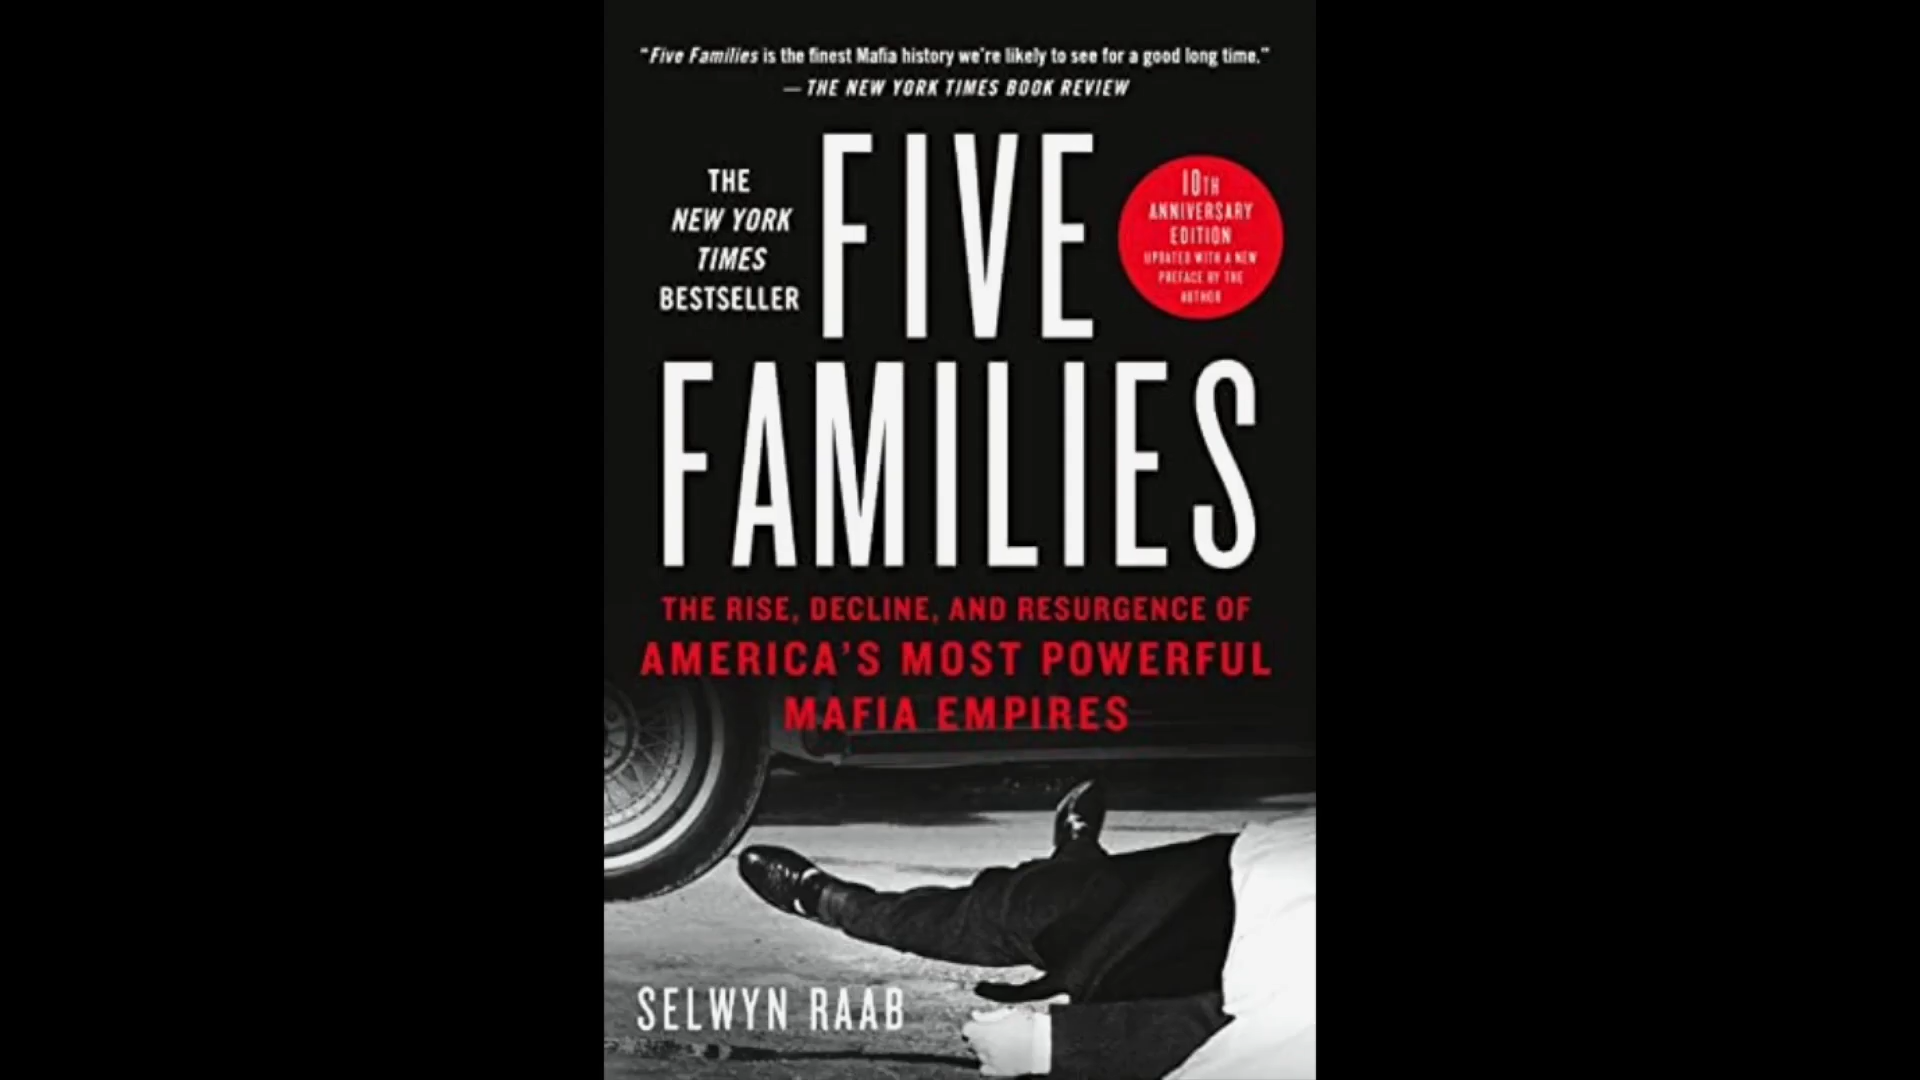 "Five Families is the finest Mafia history we're likely to see for a good long time."
—THE NEW YORK TIMES BOOK REVIEW
THE
NEW YORK
TIMES
BESTSELLER
FIVE
10TH
ANNIVERSARY
EDITION
UPDATED WITH A NEW
PREFACE BY THE
AUTHOR
FAMILIES
THE RISE, DECLINE, AND RESURGENCE OF
AMERICA'S MOST POWERFUL
MAFIA EMPIRES
SELWYN RAAB